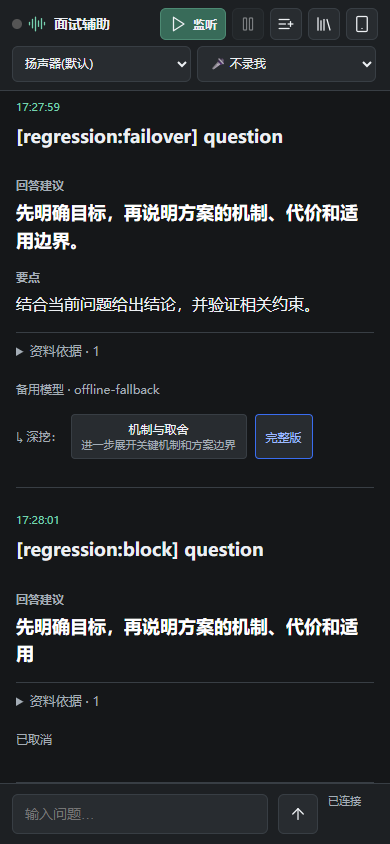 面试辅助
监听
扬声器(默认)
不录我
17:27:59
[regression:failover] question
回答建议
先明确目标，再说明方案的机制、代价和适
用边界。
要点
结合当前问题给出结论，并验证相关约束。
资料依据 · 1
备用模型 · offline-fallback
↳ 深挖：
机制与取舍
进一步展开关键机制和方案边界
完整版
17:28:01
[regression:block] question
回答建议
先明确目标，再说明方案的机制、代价和适
用
资料依据 · 1
已取消
输入问题...
已连接